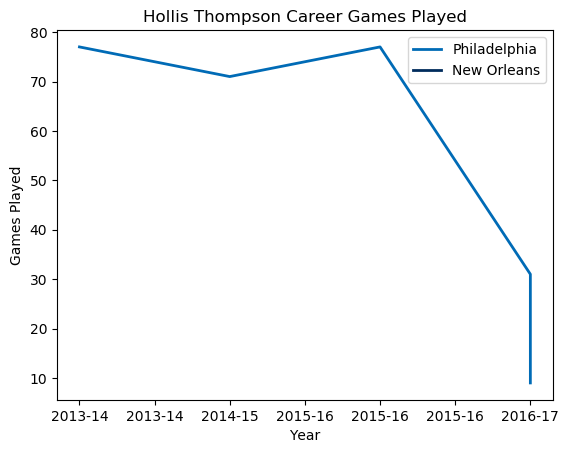 Hollis Thompson Career Games Played
80
70
60
50
40
30
20
10
Games Played
Philadelphia
New Orleans
2013-14 2013-14 2014-15 2015-16 2015-16 2015-16 2016-17
Year